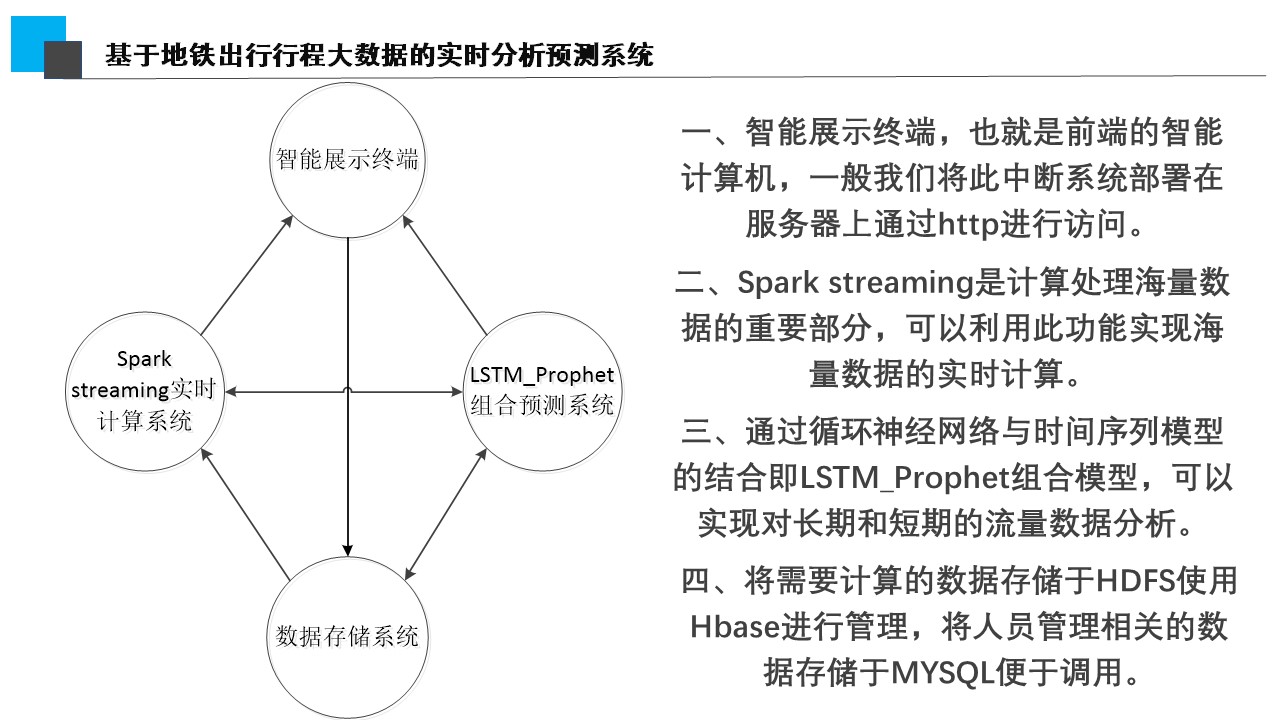 基于地铁出行行程大数据的实时分析预测系统
智能展示终端
Spark
streaming实时
计算系统
LSTM_Prophet
组合预测系统
数据存储系统
一、智能展示终端，也就是前端的智能
计算机，一般我们将此中断系统部署在
服务器上通过http进行访问。
二、Spark streaming是计算处理海量数
据的重要部分，可以利用此功能实现海
量数据的实时计算。
三、通过循环神经网络与时间序列模型
的结合即LSTM_Prophet组合模型，可以
实现对长期和短期的流量数据分析。
四、将需要计算的数据存储于HDFS使用
Hbase进行管理，将人员管理相关的数
据存储于MYSQL便于调用。